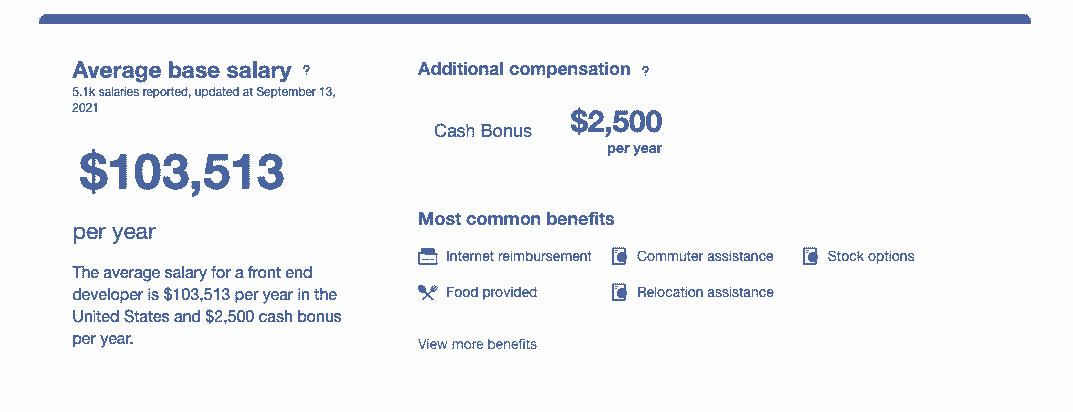 Average base salary ?
5.1k salaries reported, updated at September 13,
2021
$103,513
per year
The average salary for a front end
developer is $103,513 per year in the
United States and $2,500 cash bonus
per year.
Additional compensation ?
Cash Bonus $2,500
per year
Most common benefits
Internet reimbursement Commuter assistance Stock options
Food provided Relocation assistance
View more benefits